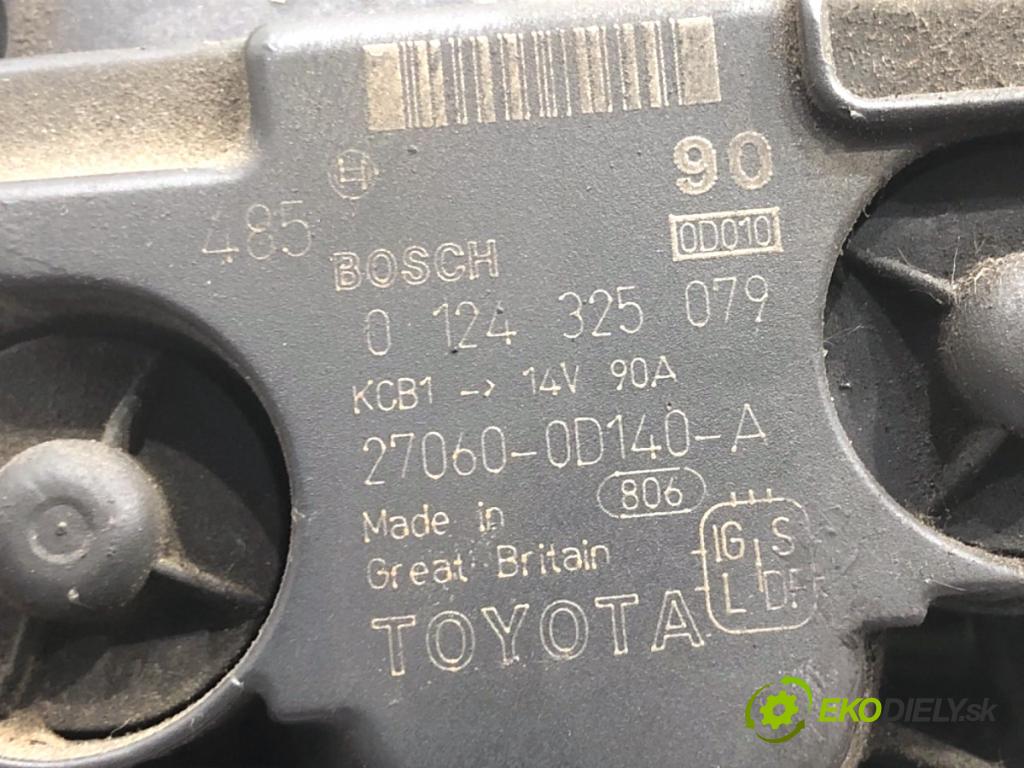 90
485
0D010
BOSCH
0 124 325 079
KCB1 -> 14V 90A
27060-0D140-A
806
Made in
Great Britain
IG S
L
TOYOTA
EKODIELY.sk